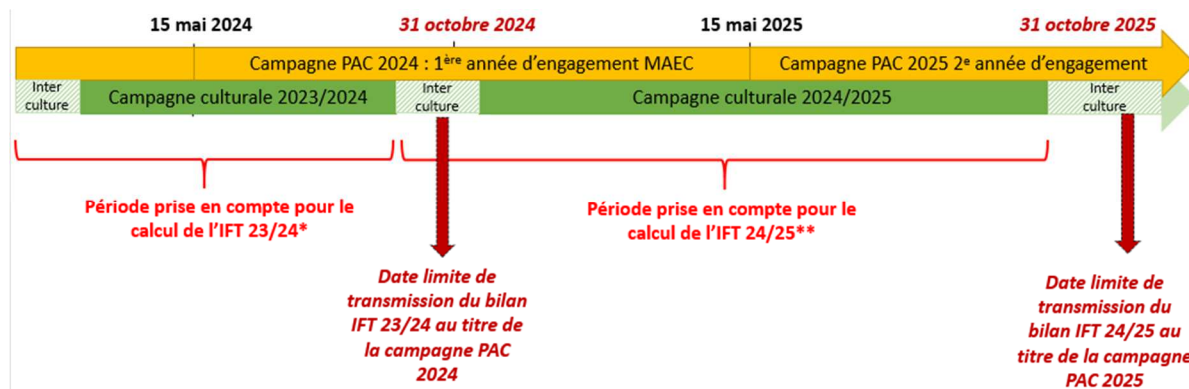 15 mai 2024
31 octobre 2024
15 mai 2025
31 octobre 2025
Campagne PAC 2024 : 1ère année d’engagement MAEC
Campagne PAC 2025 2e année d’engagement
Inter
culture
Campagne culturale 2023/2024
Inter
culture
Campagne culturale 2024/2025
Inter
culture
Période prise en compte pour le
calcul de l’IFT 23/24*
Période prise en compte pour le
calcul de l’IFT 24/25**
Date limite de
transmission du bilan
IFT 23/24 au titre de
la campagne PAC
2024
Date limite de
transmission du
bilan IFT 24/25 au
titre de la campagne
PAC 2025